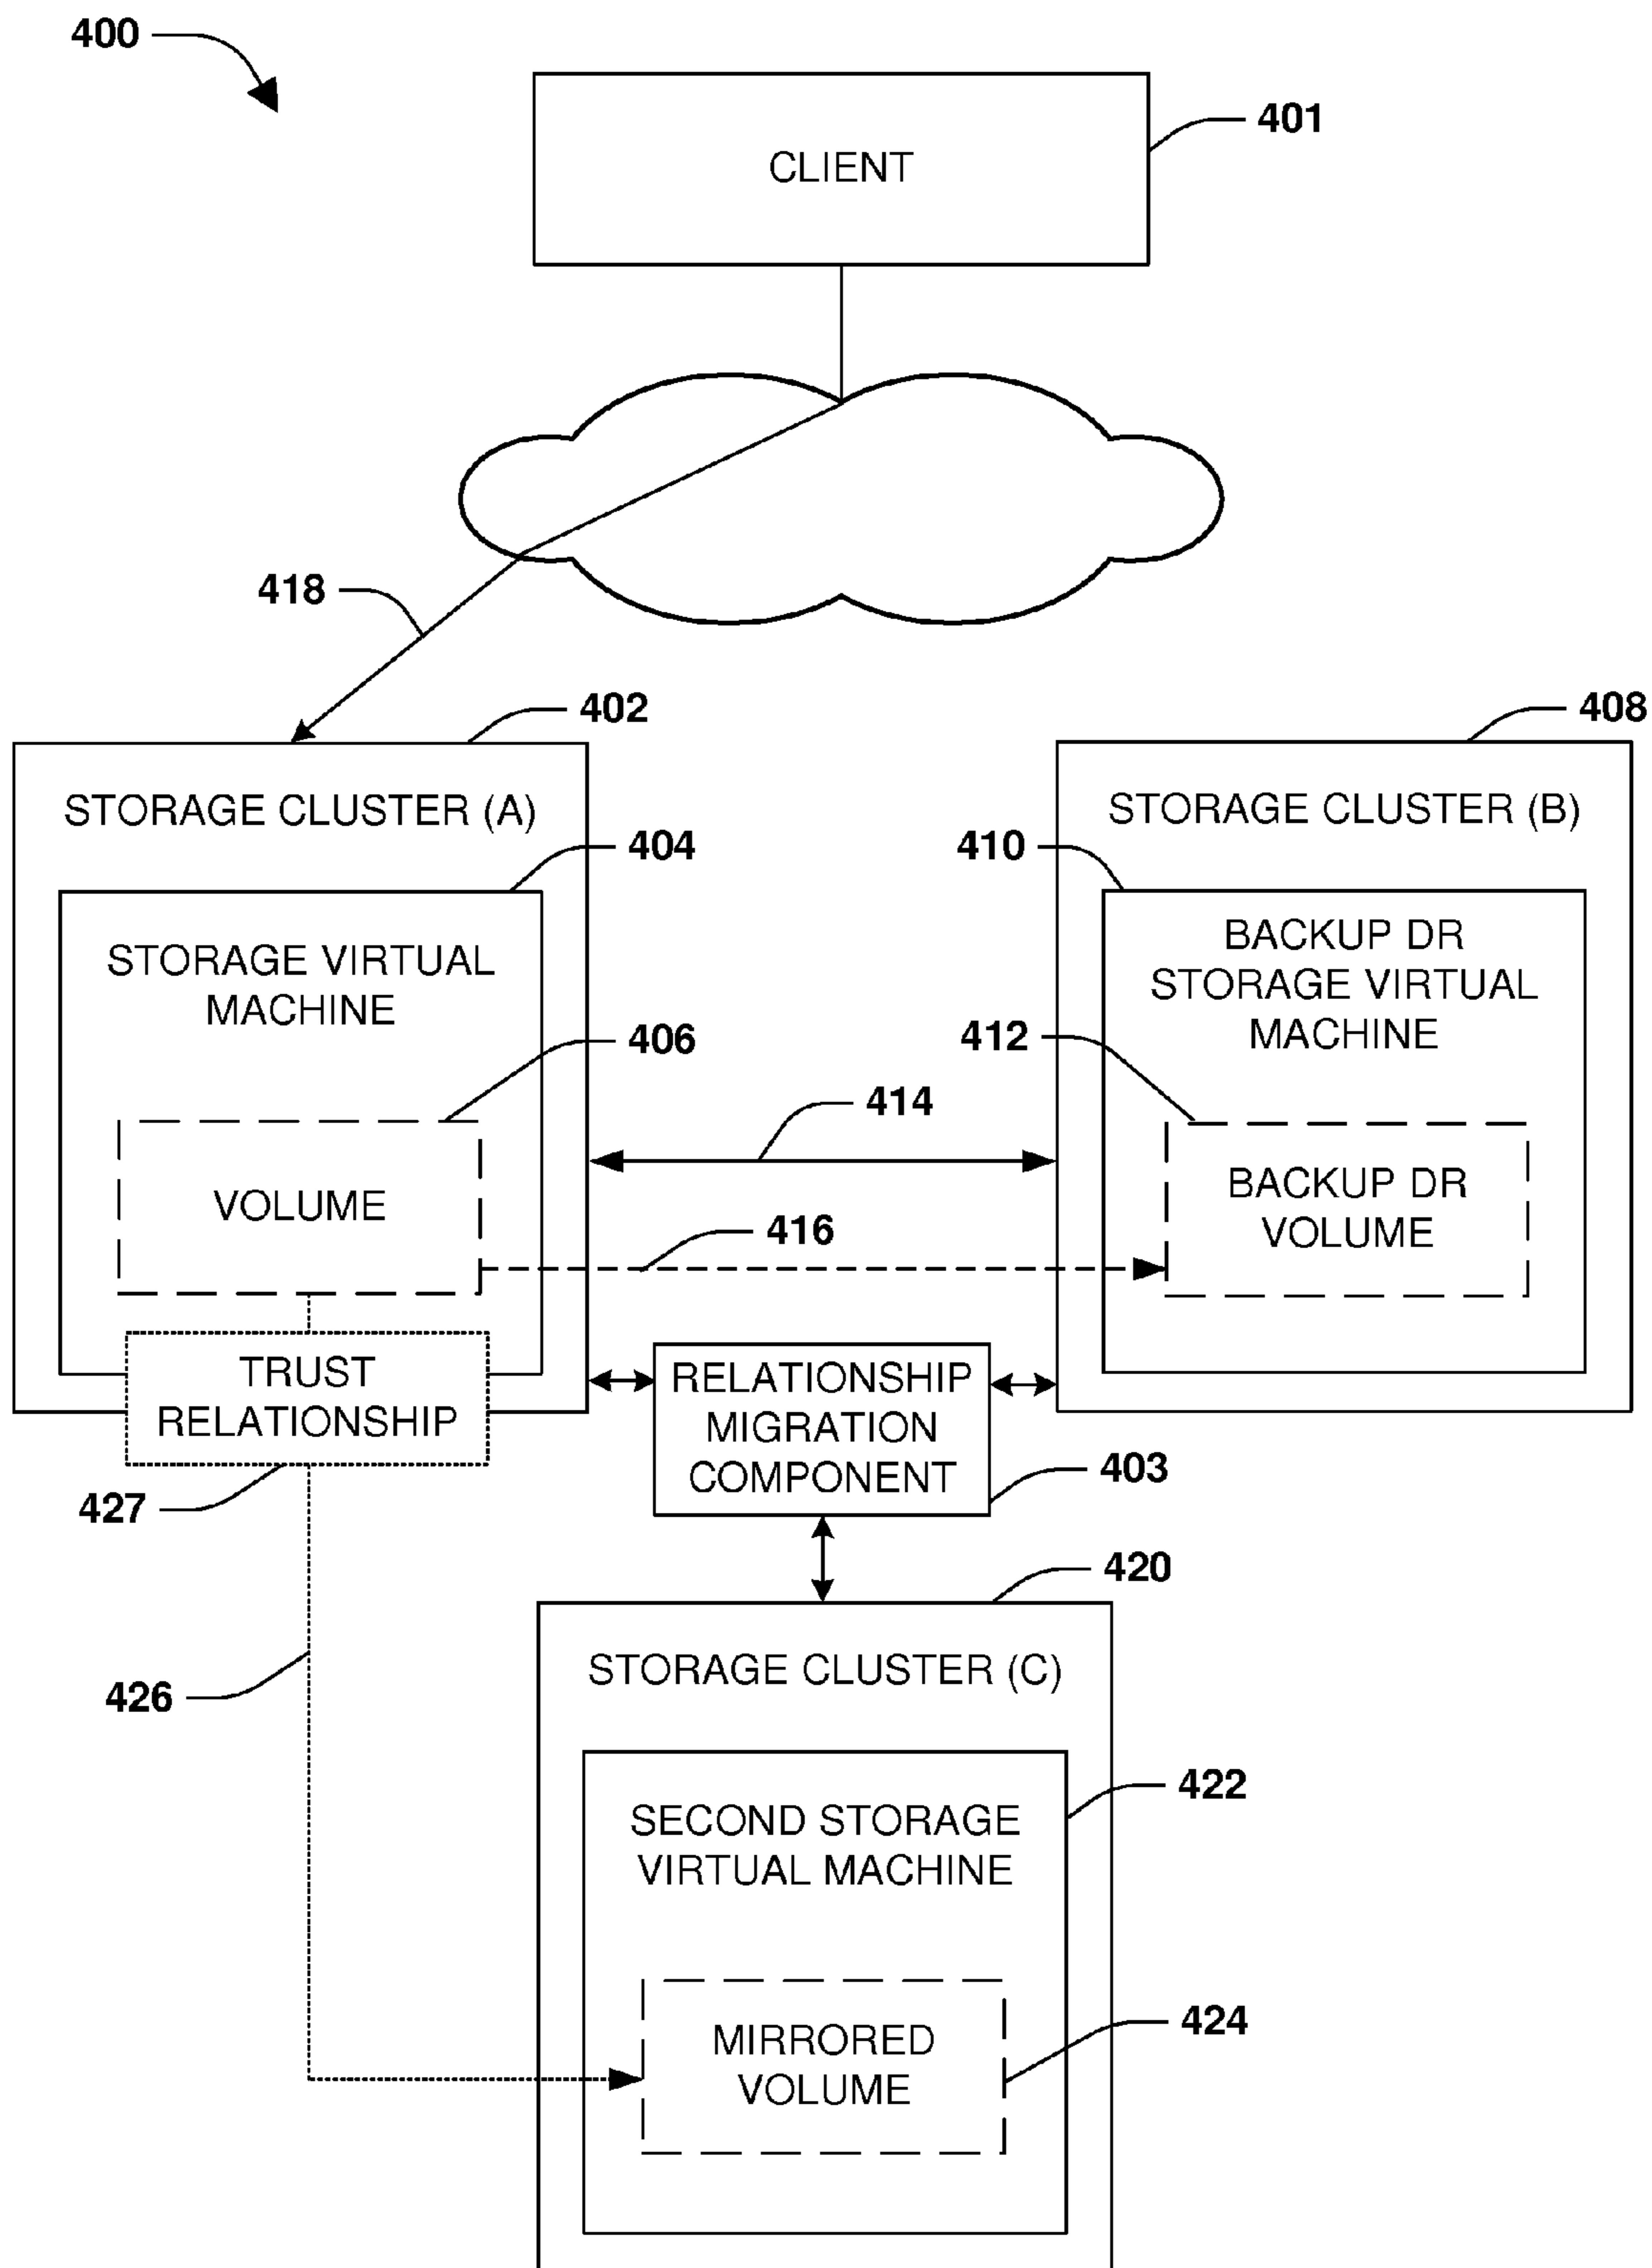 400
401
CLIENT
418
402
408
STORAGE CLUSTER (A)
STORAGE CLUSTER (B)
404
410
STORAGE VIRTUAL
MACHINE
BACKUP DR
STORAGE VIRTUAL
MACHINE
406
412
414
VOLUME
BACKUP DR
VOLUME
416
TRUST
RELATIONSHIP
RELATIONSHIP
MIGRATION
COMPONENT
403
427
420
STORAGE CLUSTER (C)
426
422
SECOND STORAGE
VIRTUAL MACHINE
424
MIRRORED
VOLUME